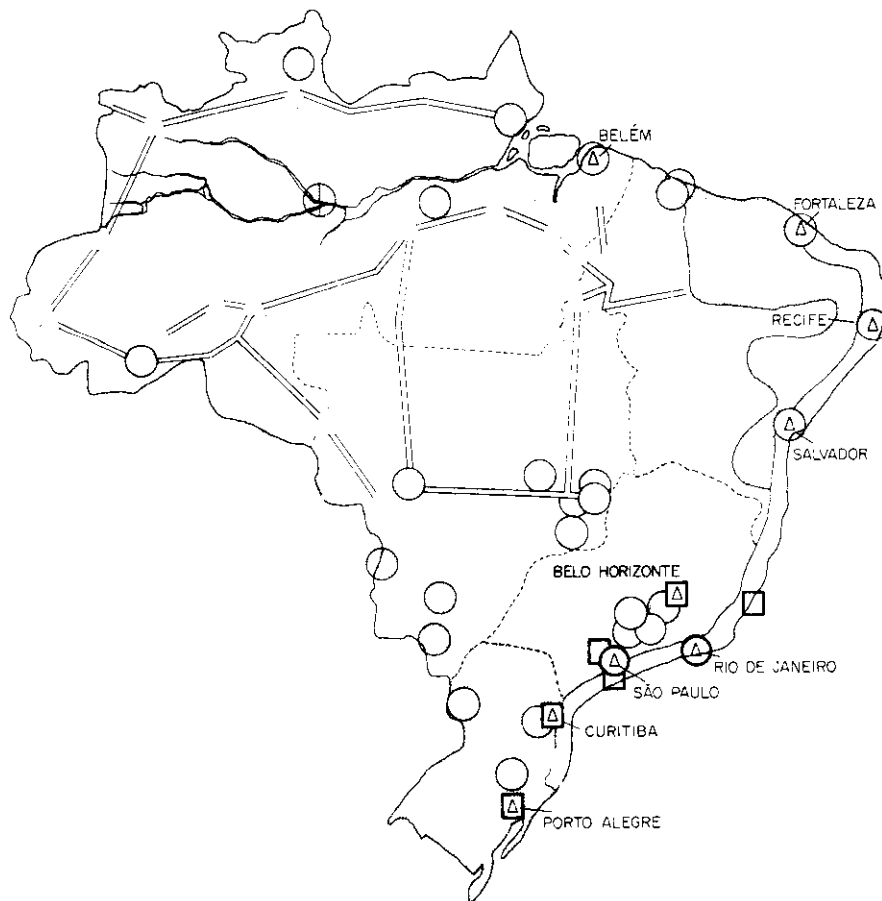 BELÉM
FORTALEZA
RECIFE
SALVADOR
BELO HORIZONTE
RIO DE JANEIRO
SÃO PAULO
CURITIBA
PORTO ALEGRE